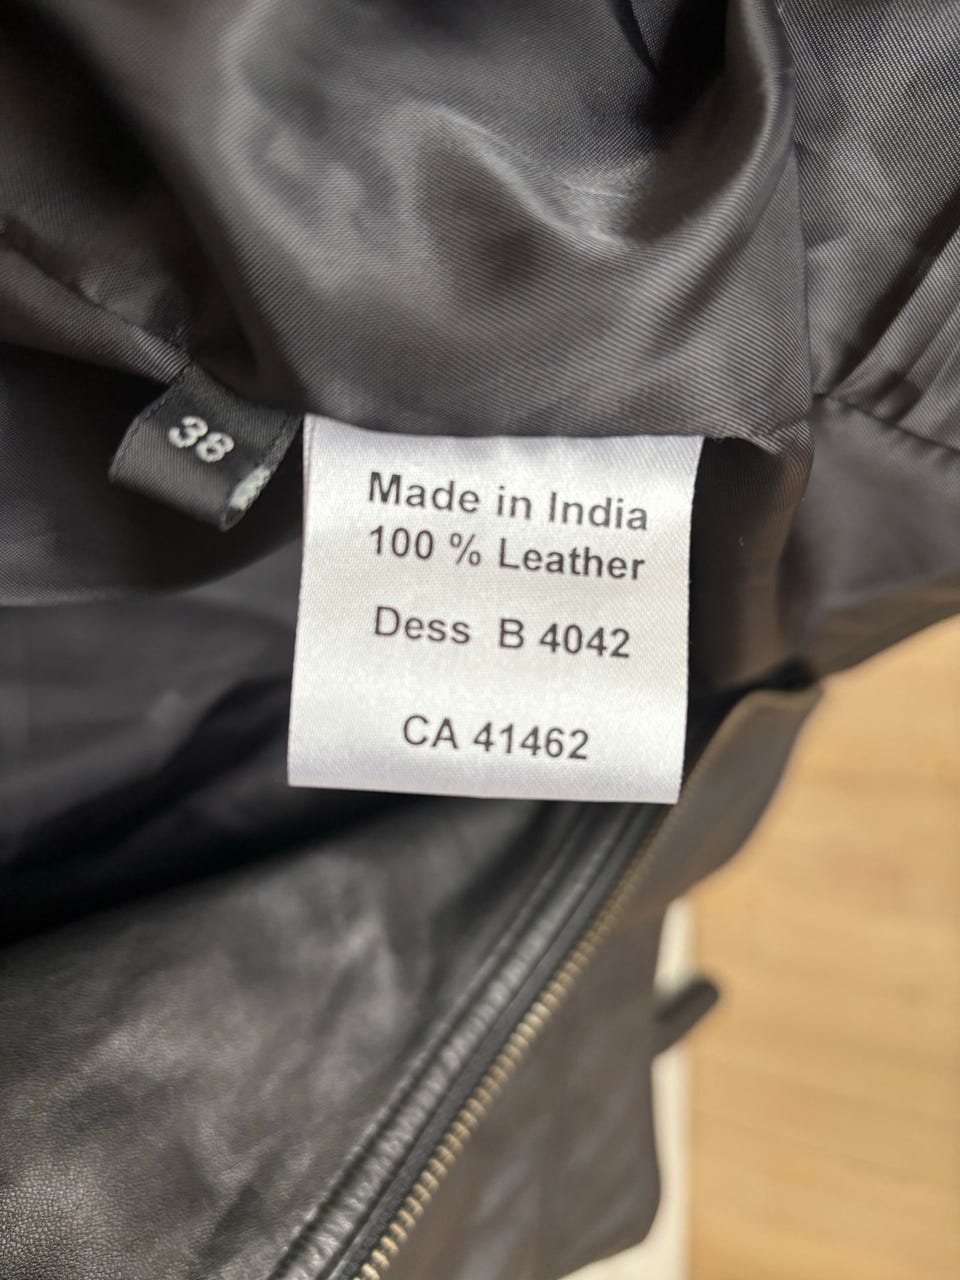 38
Made in India
100 % Leather
Dess B 4042
CA 41462